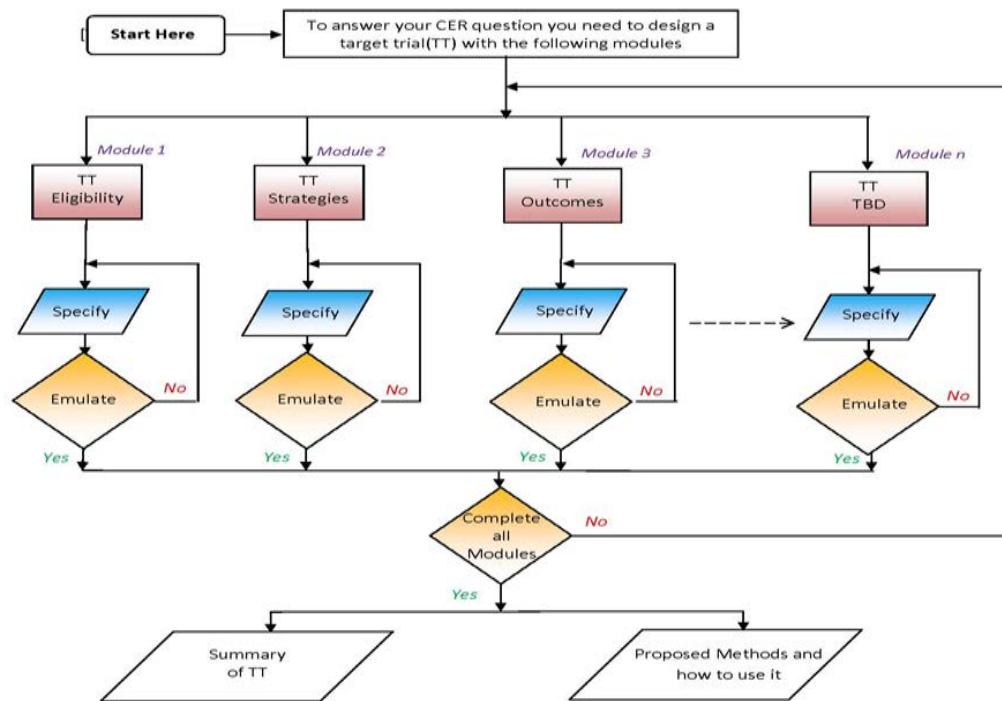 Start Here
To answer your CER question you need to design a
target trial(TT) with the following modules
Module 1
Module 2
Module 3
Module n
TT
Eligibility
TT
Strategies
TT
Outcomes
TT
TBD
Specify
Specify
Specify
Specify
Emulate
No
Emulate
No
Emulate
No
Emulate
No
Yes
Yes
Yes
Yes
Complete
all
Modules
No
Yes
Summary
of TT
Proposed Methods and
how to use it